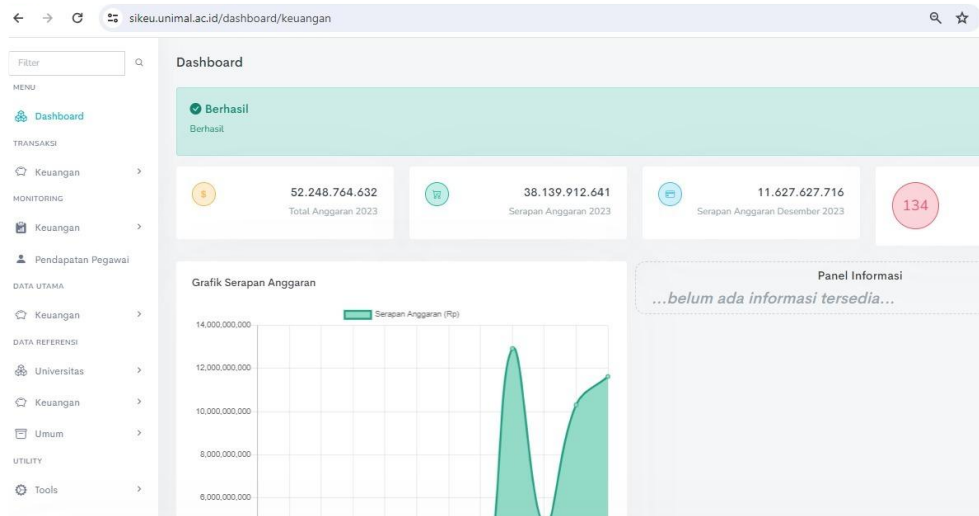 sikeu.unimal.ac.id/dashboard/keuangan
Filter
MENU
Dashboard
TRANSAKSI
Keuangan
MONITORING
Keuangan
Pendapatan Pegawai
DATA UTAMA
Keuangan
DATA REFERENSI
Universitas
Keuangan
Umum
UTILITY
Tools
Dashboard
Berhasil
Berhasil
$
52.248.764.632
Total Anggaran 2023
38.139.912.641
Serapan Anggaran 2023
11.627.627.716
Serapan Anggaran Desember 2023
134
Grafik Serapan Anggaran
Serapan Anggaran (Rp)
14,000,000,000
12,000,000,000
10,000,000,000
8,000,000,000
6,000,000,000
Panel Informasi
...belum ada informasi tersedia...